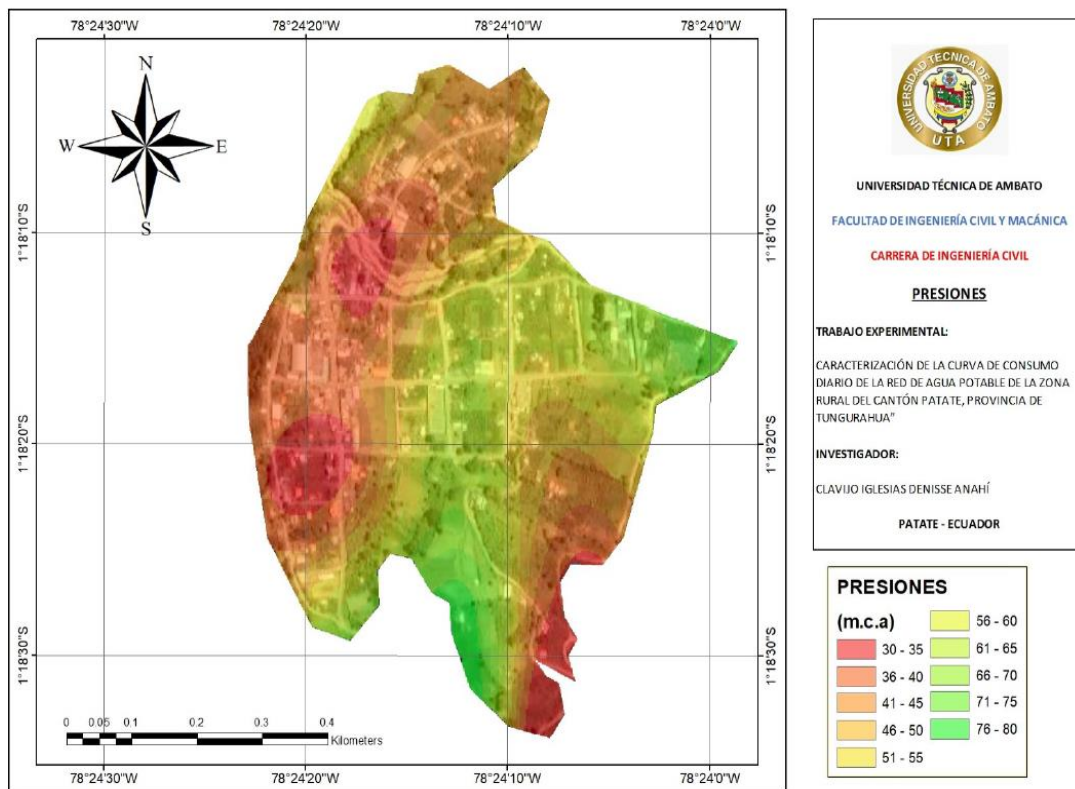 78°24'30"W
78°24'20"W
78°24'10"W
78°24'0"W
N
W
E
S
1°18'10"S
1°18'10"S
1°18'20"S
1°18'20"S
1°18'30"S
1°18'30"S
0
0.05
0.1
0.2
0.3
0.4
Kilometers
78°24'30"W
78°24'20"W
78°24'10"W
78°24'0"W
UNIVERSIDAD TÉCNICA DE AMBATO
UTA
UNIVERSIDAD TÉCNICA DE AMBATO
FACULTAD DE INGENIERÍA CIVIL Y MACÁNICA
CARRERA DE INGENIERÍA CIVIL
PRESIONES
TRABAJO EXPERIMENTAL:
CARACTERIZACIÓN DE LA CURVA DE CONSUMO
DIARIO DE LA RED DE AGUA POTABLE DE LA ZONA
RURAL DEL CANTÓN PATATE, PROVINCIA DE
TUNGURAHUA"
INVESTIGADOR:
CLAVIJO IGLESIAS DENISSE ANAHÍ
PATATE - ECUADOR
PRESIONES
(m.c.a)
30 - 35
36 - 40
41 - 45
46 - 50
51 - 55
56 - 60
61 - 65
66 - 70
71 - 75
76 - 80